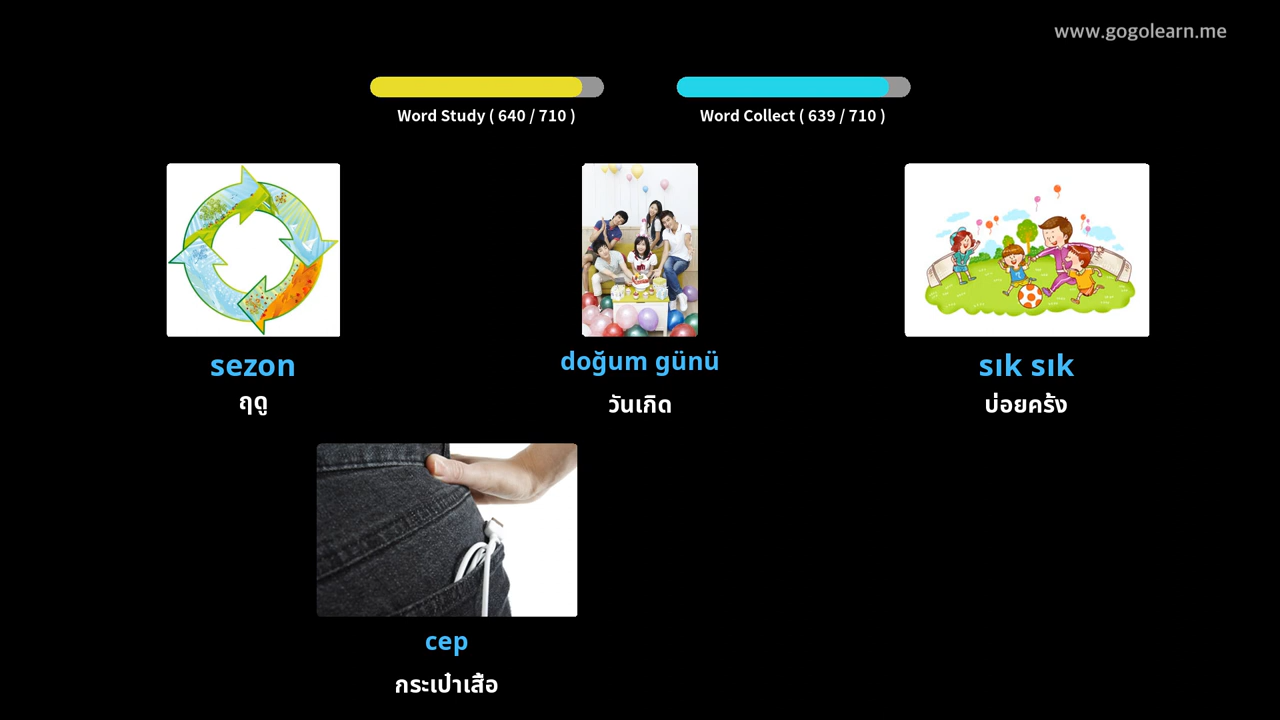 www.gogolearn.me
Word Study ( 640 / 710 )
Word Collect ( 639 / 710 )
sezon
ฤดู
doğum günü
วันเกิด
sık sık
บ่อยครั้ง
cep
กระเป๋าเสื้อ